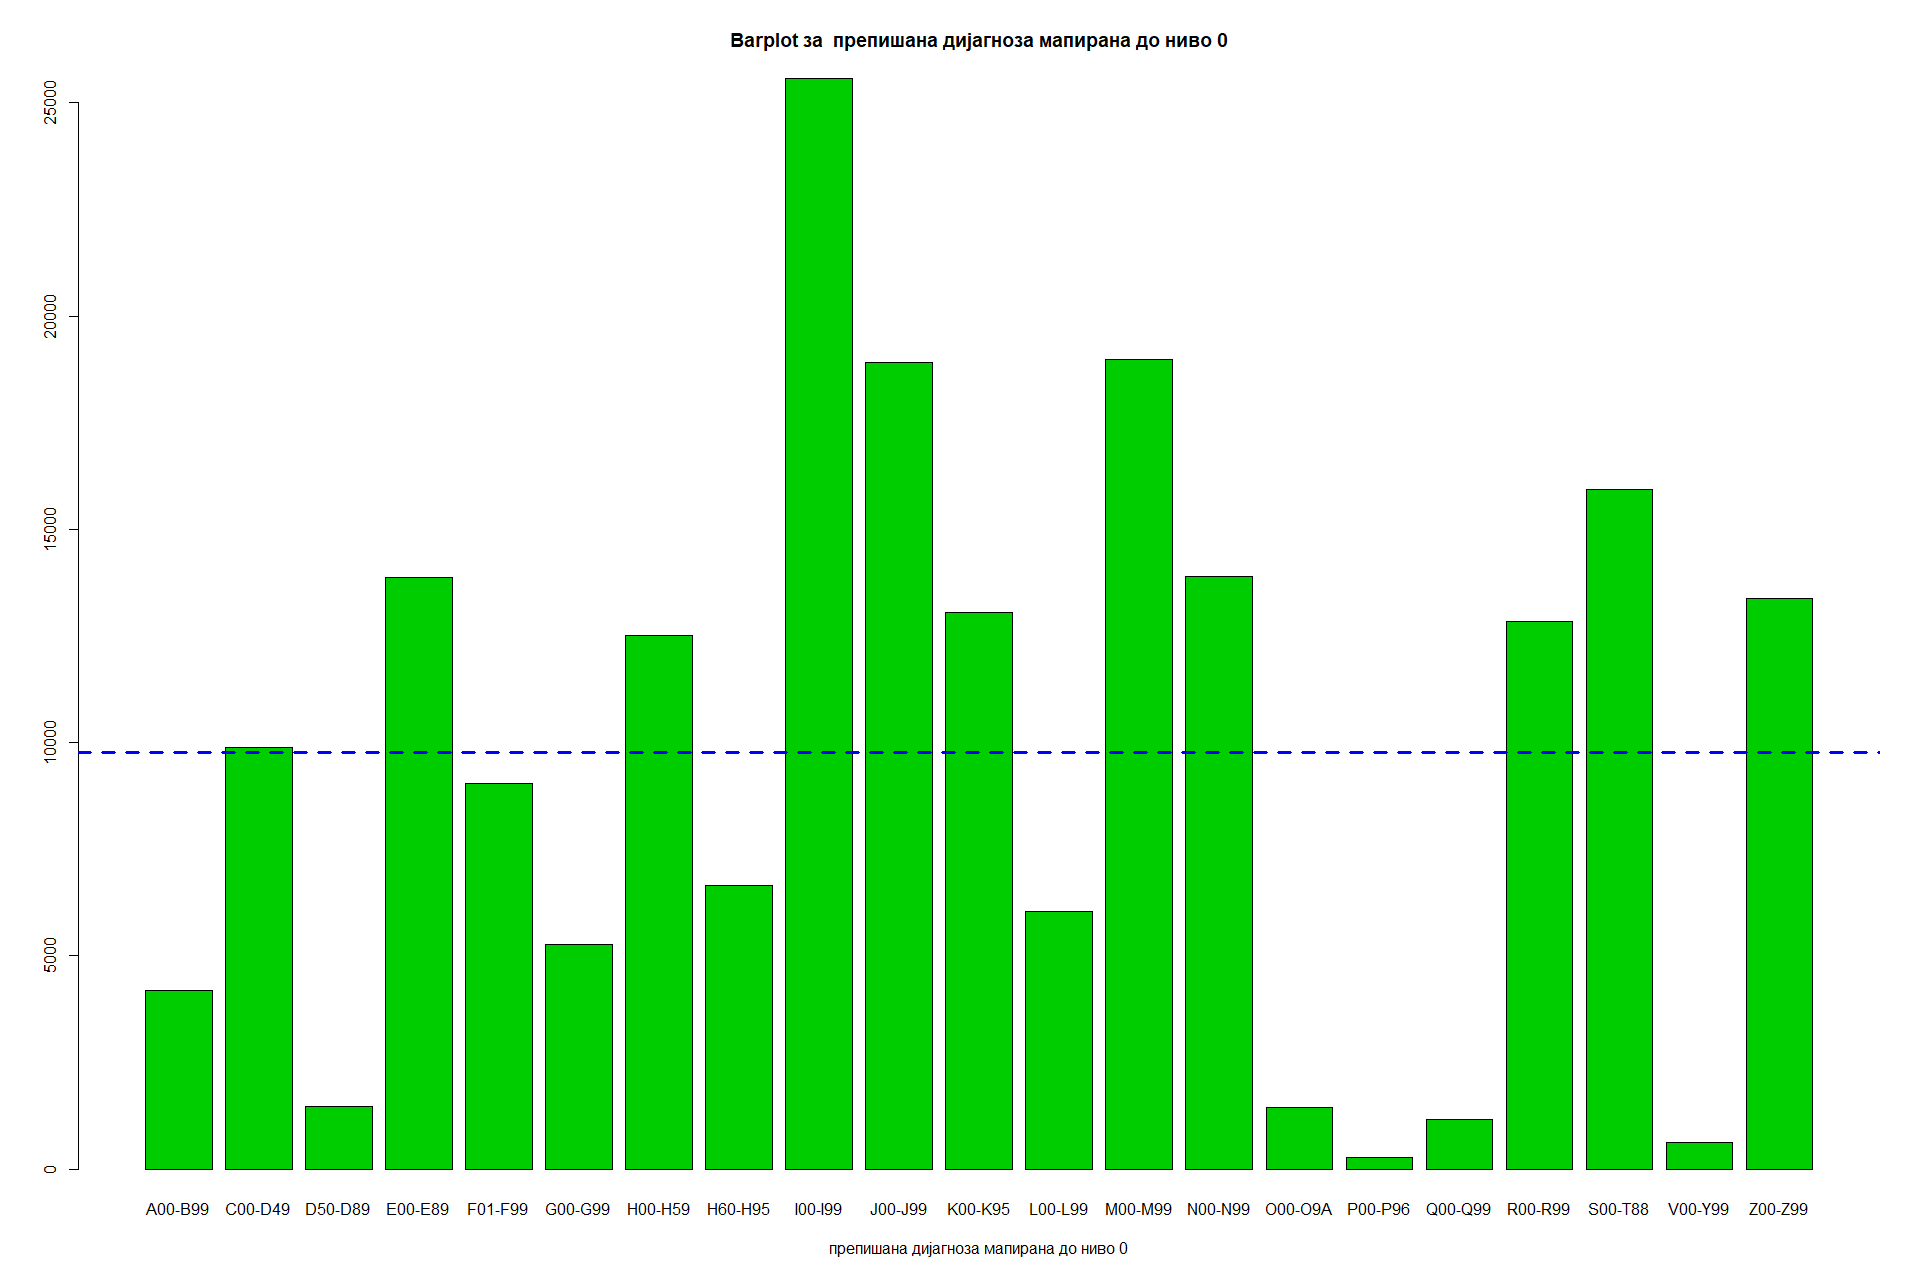 Barplot за  препишана дијагноза мапирана до ниво 0
25000
20000
15000
10000
5000
0
A00-B99 C00-D49 D50-D89 E00-E89 F01-F99 G00-G99 H00-H59 H60-H95 I00-I99 J00-J99 K00-K95 L00-L99 M00-M99 N00-N99 O00-O9A P00-P96 Q00-Q99 R00-R99 S00-T88 V00-Y99 Z00-Z99
препишана дијагноза мапирана до ниво 0